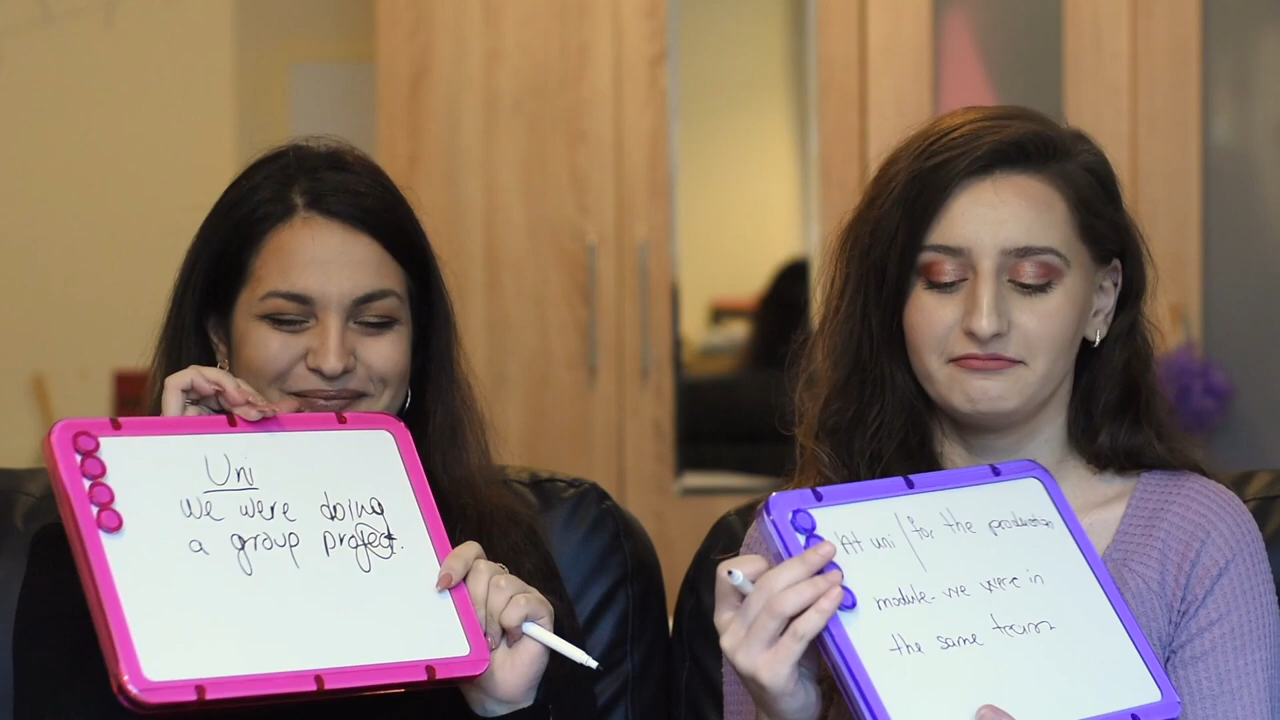 Uni
We were doing
a group project.
At uni / for the production
module - we were in
the same team